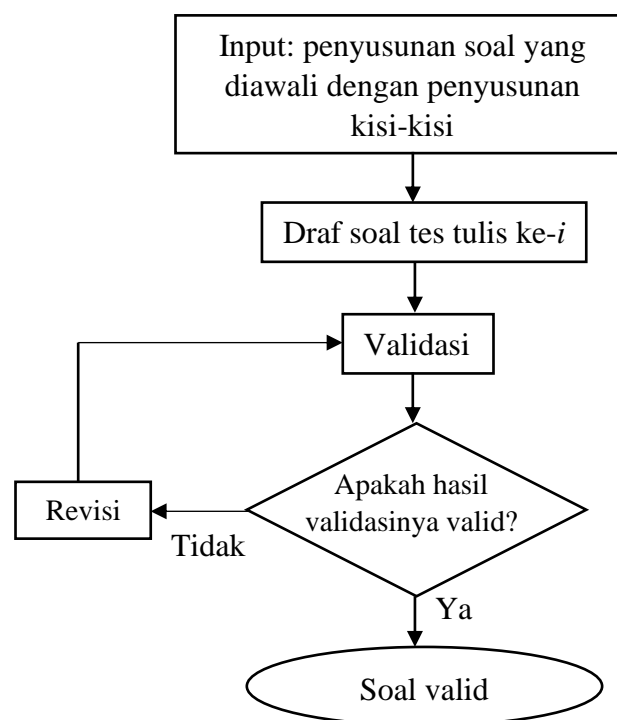 Input: penyusunan soal yang
diawali dengan penyusunan
kisi-kisi
Draf soal tes tulis ke-i
Validasi
Apakah hasil
validasinya valid?
Revisi
Tidak
Ya
Soal valid